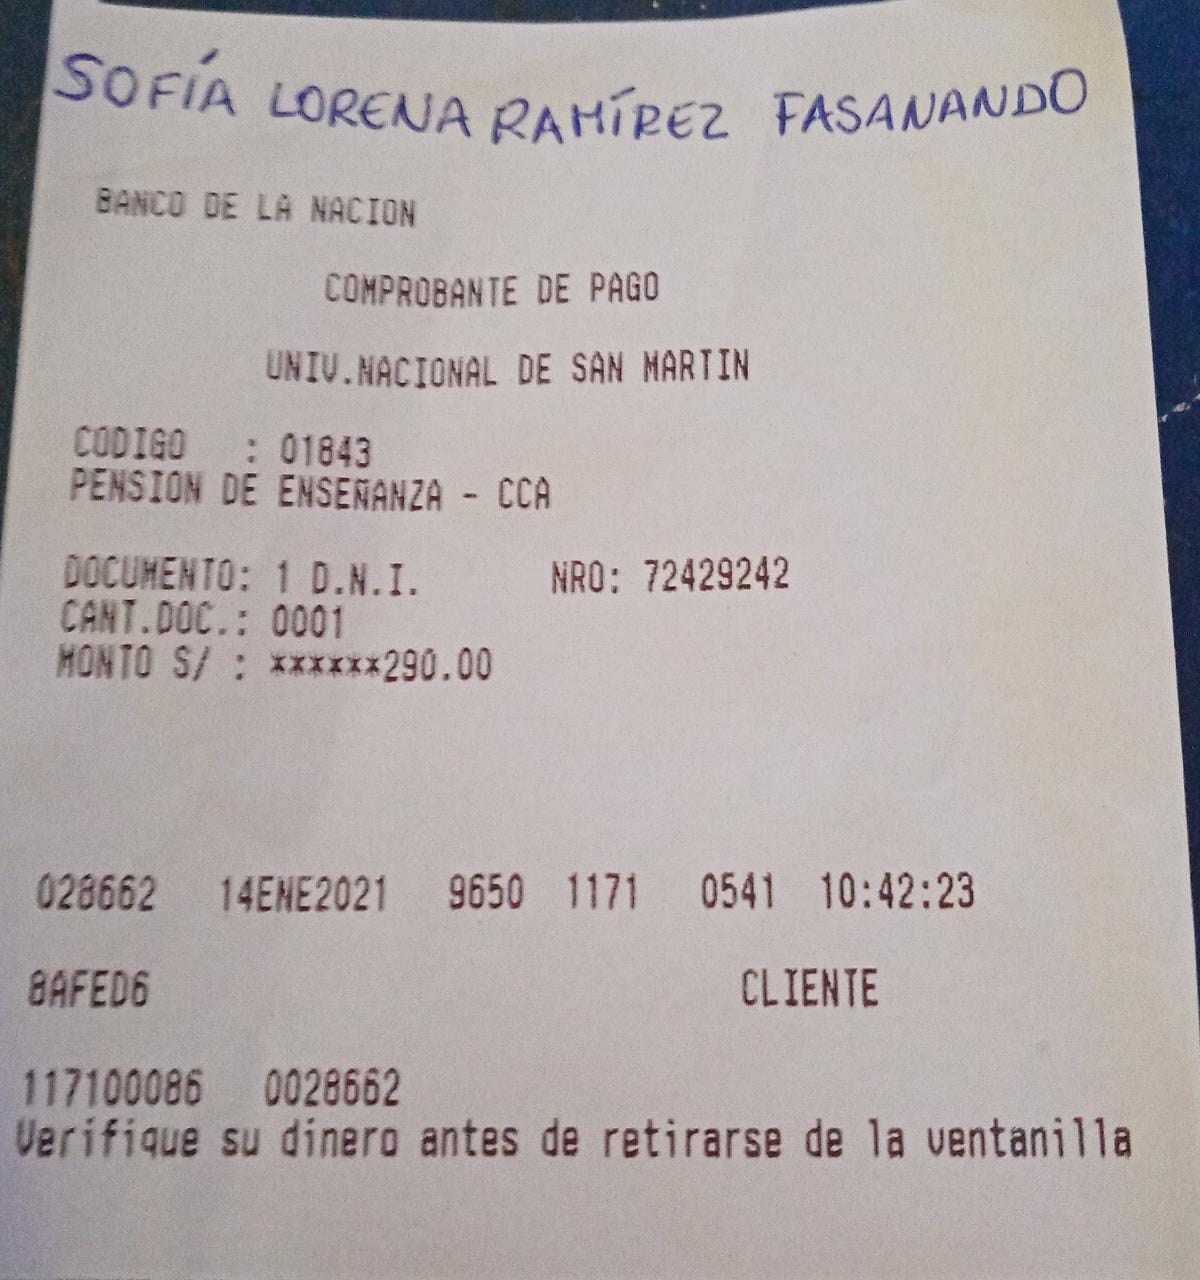 SOFÍA LORENA RAMÍREZ FASANANDO
BANCO DE LA NACION
COMPROBANTE DE PAGO
UNIV.NACIONAL DE SAN MARTIN
CODIGO : 01843
PENSION DE ENSEÑANZA - CCA
DOCUMENTO: 1 D.N.I. NRO: 72429242
CANT.DOC.: 0001
MONTO S/ : ******290.00
028662 14ENE2021 9650 1171 0541 10:42:23
8AFED6 CLIENTE
117100086 0028662
Verifique su dinero antes de retirarse de la ventanilla